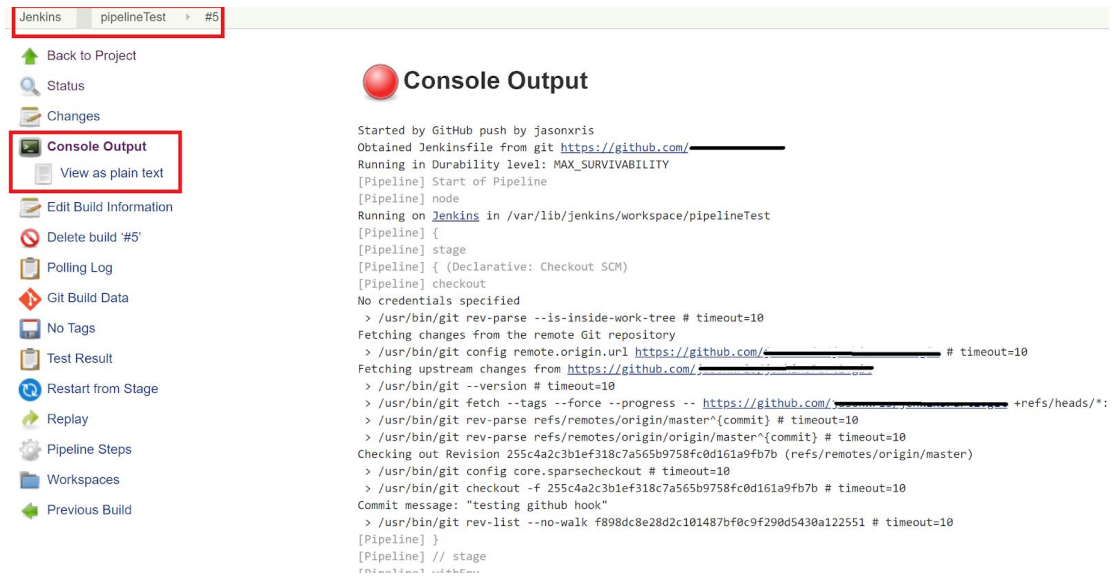 Jenkins pipelineTest #5
Back to Project
Status
Changes
Console Output
View as plain text
Edit Build Information
Delete build ‘#5’
Polling Log
Git Build Data
No Tags
Test Result
Restart from Stage
Replay
Pipeline Steps
Workspaces
Previous Build
Console Output
Started by GitHub push by jasonxris
Obtained Jenkinsfile from git https://github.com/
Running in Durability level: MAX_SURVIVABILITY
[Pipeline] Start of Pipeline
[Pipeline] node
Running on Jenkins in /var/lib/jenkins/workspace/pipelineTest
[Pipeline] {
[Pipeline] stage
[Pipeline] { (Declarative: Checkout SCM)
[Pipeline] checkout
No credentials specified
> /usr/bin/git rev-parse --is-inside-work-tree # timeout=10
Fetching changes from the remote Git repository
> /usr/bin/git config remote.origin.url https://github.com/ # timeout=10
Fetching upstream changes from https://github.com/
> /usr/bin/git --version # timeout=10
> /usr/bin/git fetch --tags --force --progress -- https://github.com/ +refs/heads/*:
> /usr/bin/git rev-parse refs/remotes/origin/master^{commit} # timeout=10
> /usr/bin/git rev-parse refs/remotes/origin/origin/master^{commit} # timeout=10
Checking out Revision 255c4a2c3b1ef318c7a565b9758fc0d161a9fb7b (refs/remotes/origin/master)
> /usr/bin/git config core.sparsecheckout # timeout=10
> /usr/bin/git checkout -f 255c4a2c3b1ef318c7a565b9758fc0d161a9fb7b # timeout=10
Commit message: "testing github hook"
> /usr/bin/git rev-list --no-walk f898dc8e28d2c101487bf0c9f290d5430a122551 # timeout=10
[Pipeline] }
[Pipeline] // stage
[Pipeline] withEnv